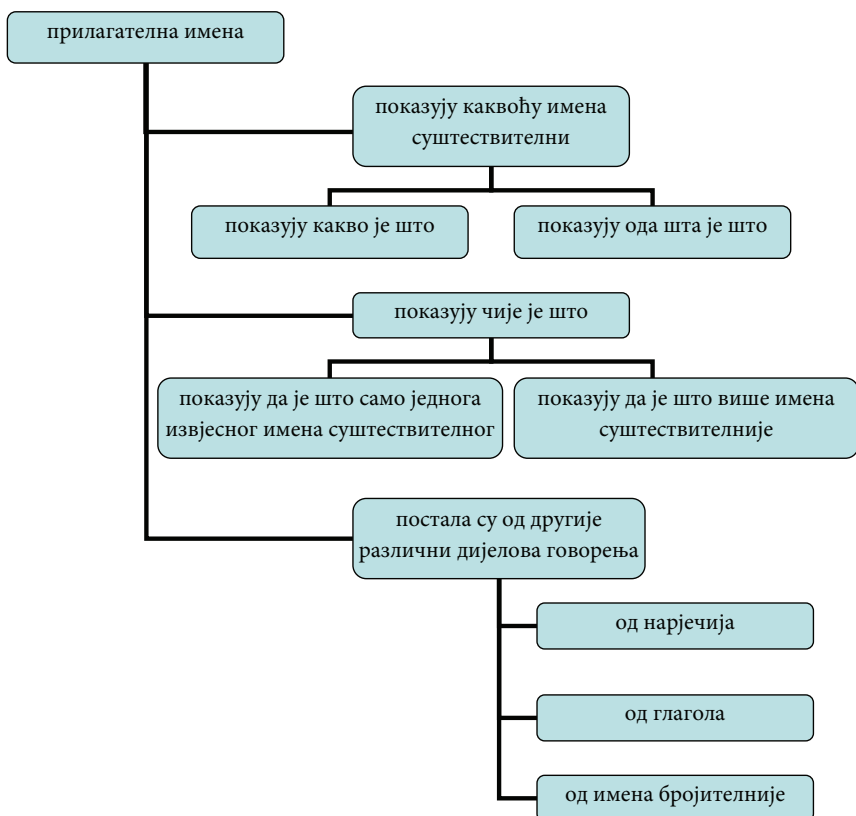 прилагателна имена
показују каквоћу имена
суштествителни
показују какво је што
показују ода шта је што
показују чије је што
показују да је што само једнога
извјесног имена суштествителног
показују да је што више имена
суштествителније
постала су од другије
различни дијелова говорења
од нарјечија
од глагола
од имена бројителније